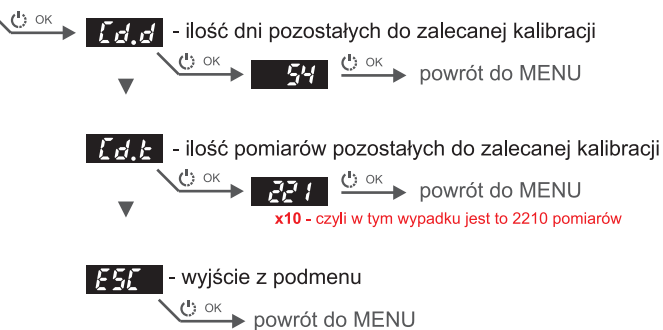 OK Cd.d - ilość dni pozostałych do zalecanej kalibracji
OK 54 OK powrót do MENU
Cd.t - ilość pomiarów pozostałych do zalecanej kalibracji
OK 221 OK powrót do MENU
x10 - czyli w tym wypadku jest to 2210 pomiarów
ESC - wyjście z podmenu
OK powrót do MENU